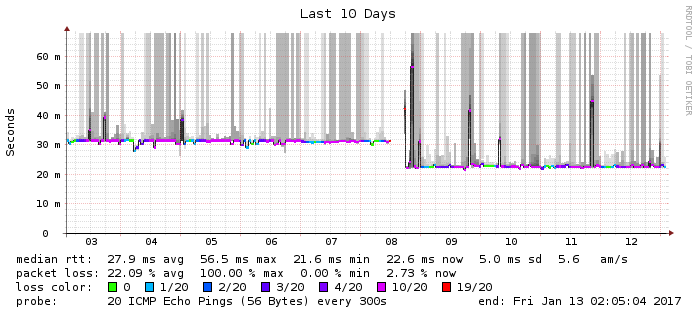 Last 10 Days
RRDTOOL / TOBI OETIKER
Seconds
60 m
50 m
40 m
30 m
20 m
10 m
0
03 04 05 06 07 08 09 10 11 12
median rtt: 27.9 ms avg 56.5 ms max 21.6 ms min 22.6 ms now 5.0 ms sd 5.6 am/s
packet loss: 22.09 % avg 100.00 % max 0.00 % min 2.73 % now
loss color: 0 1/20 2/20 3/20 4/20 10/20 19/20
probe: 20 ICMP Echo Pings (56 Bytes) every 300s end: Fri Jan 13 02:05:04 2017